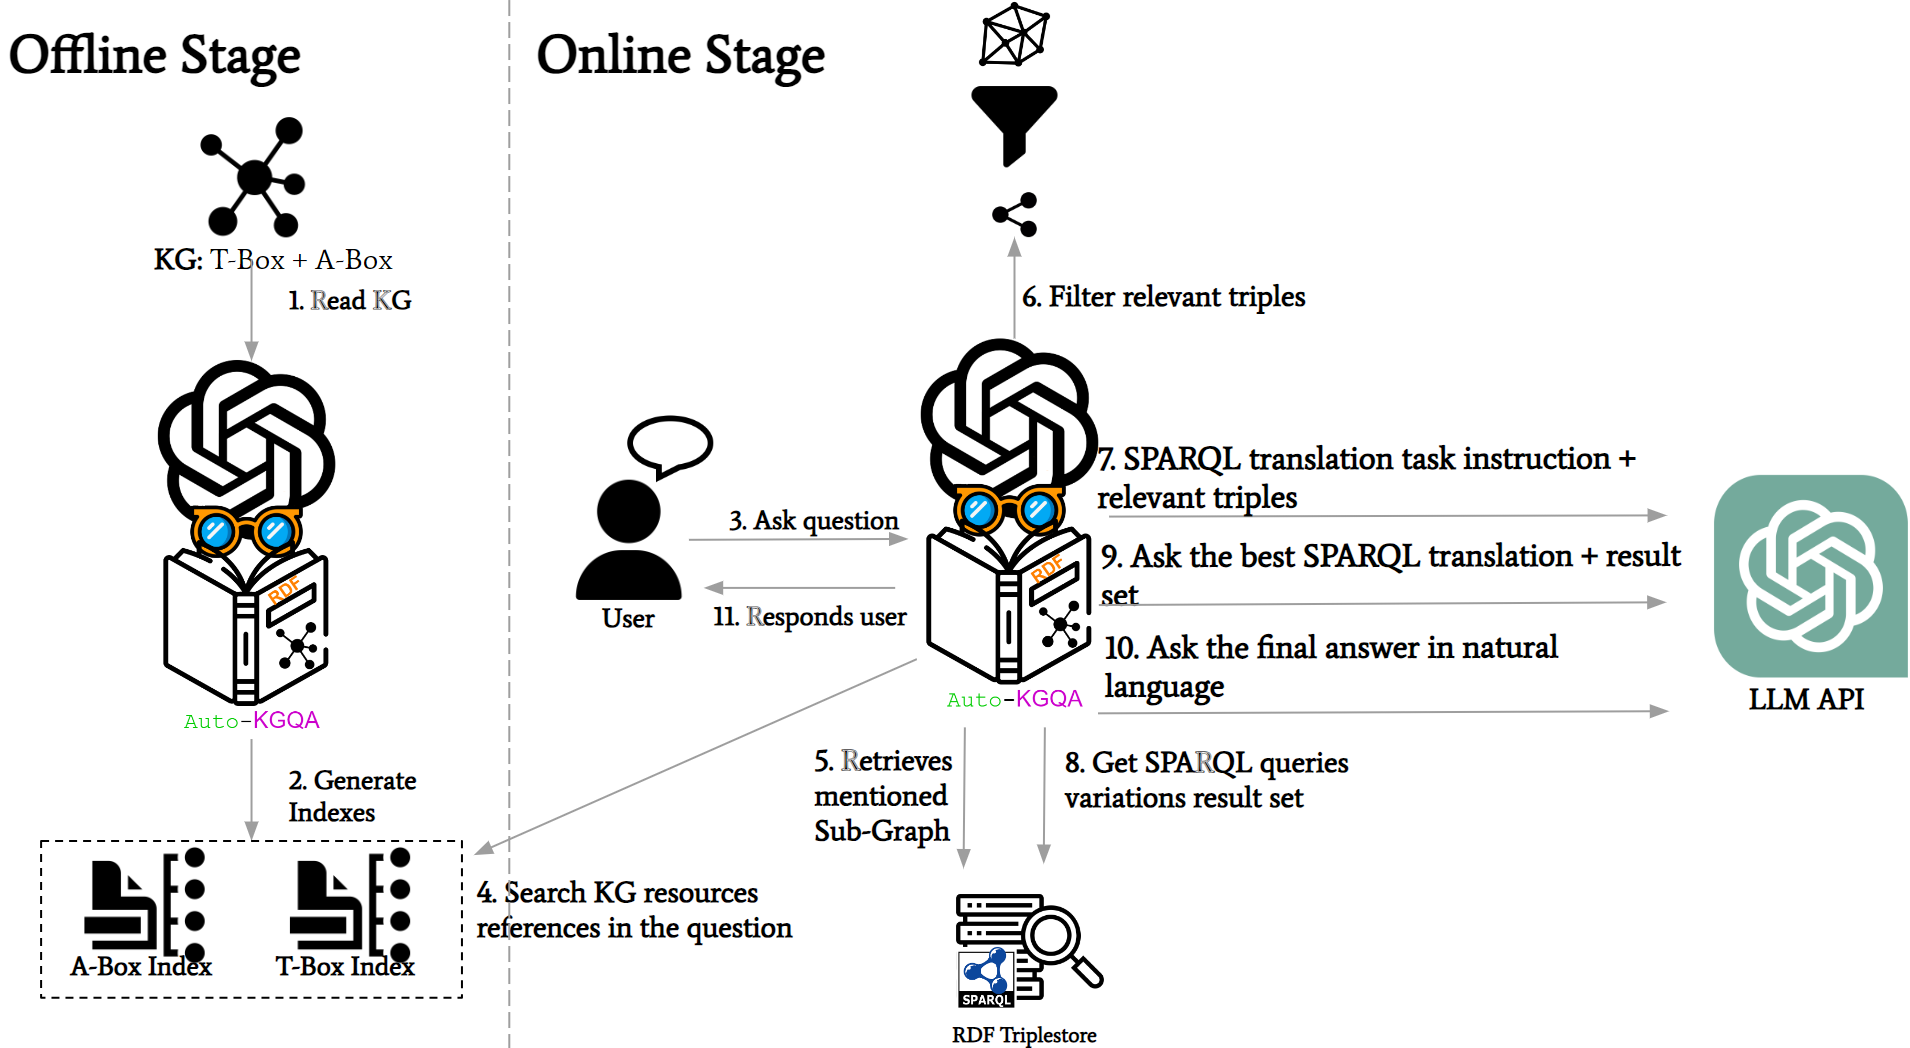 Offline Stage
Online Stage
KG: T-Box + A-Box
1. Read KG
RDF
Auto-KGQA
2. Generate
Indexes
A-Box Index
T-Box Index
3. Ask question
User
11. Responds user
4. Search KG resources
references in the question
RDF
Auto-KGQA
5. Retrieves
mentioned
Sub-Graph
6. Filter relevant triples
7. SPARQL translation task instruction +
relevant triples
8. Get SPARQL queries
variations result set
SPARQL
RDF Triplestore
9. Ask the best SPARQL translation + result
set
10. Ask the final answer in natural
language
LLM API